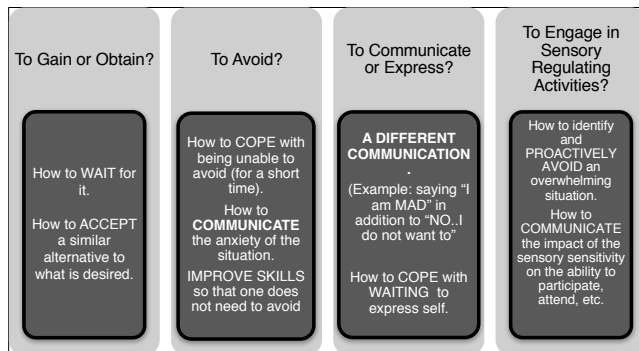 To Gain or Obtain?
How to WAIT for
it.
How to ACCEPT
a similar
alternative to
what is desired.
To Avoid?
How to COPE with
being unable to
avoid (for a short
time).
How to
COMMUNICATE
the anxiety of the
situation.
IMPROVE SKILLS
so that one does
not need to avoid
To Communicate
or Express?
A DIFFERENT
COMMUNICATION
.
(Example: saying “I
am MAD” in
addition to “NO..I
do not want to”
How to COPE with
WAITING to
express self.
To Engage in
Sensory
Regulating
Activities?
How to identify
and
PROACTIVELY
AVOID an
overwhelming
situation.
How to
COMMUNICATE
the impact of the
sensory sensitivity
on the ability to
participate,
attend, etc.